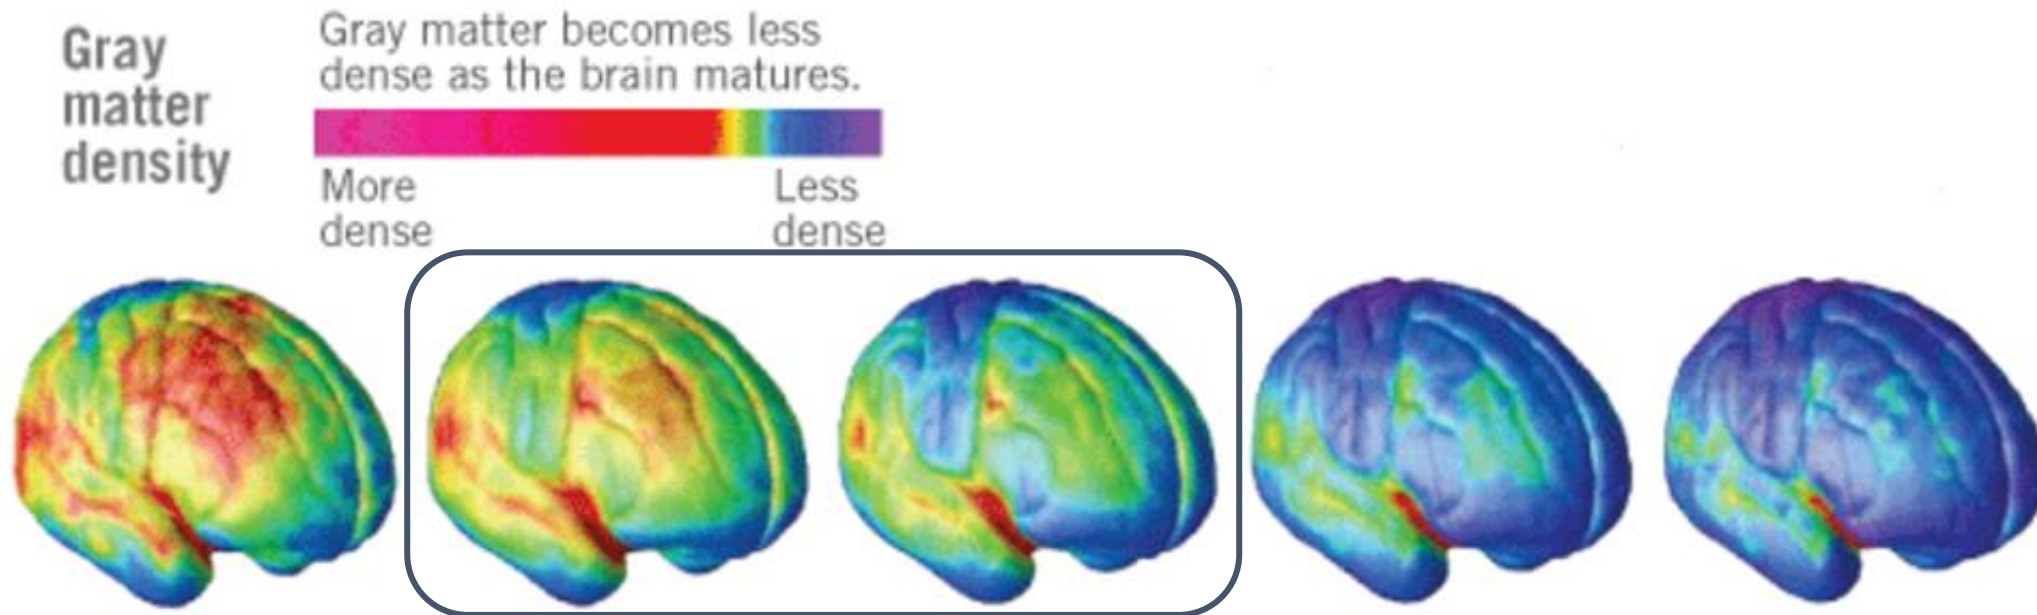 Gray
matter
density
Gray matter becomes less
dense as the brain matures.
More
dense
Less
dense